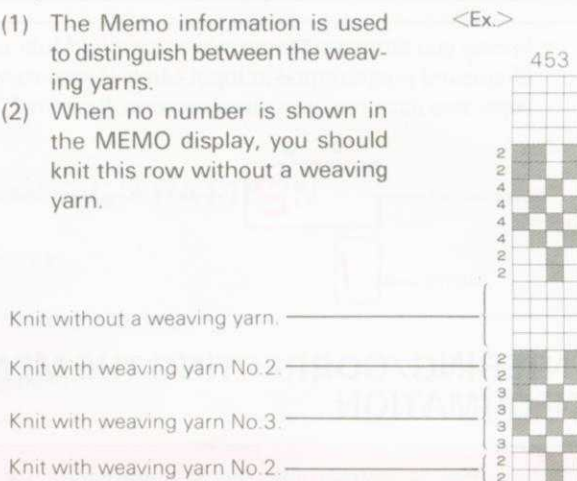 (1) The Memo information is used
to distinguish between the weav-
ing yarns.
(2) When no number is shown in
the MEMO display, you should
knit this row without a weaving
yarn.
<Ex.>
453
2
2
4
4
4
4
2
2
Knit without a weaving yarn.
Knit with weaving yarn No.2.
2
2
Knit with weaving yarn No.3.
3
3
3
3
Knit with weaving yarn No.2.
2
2